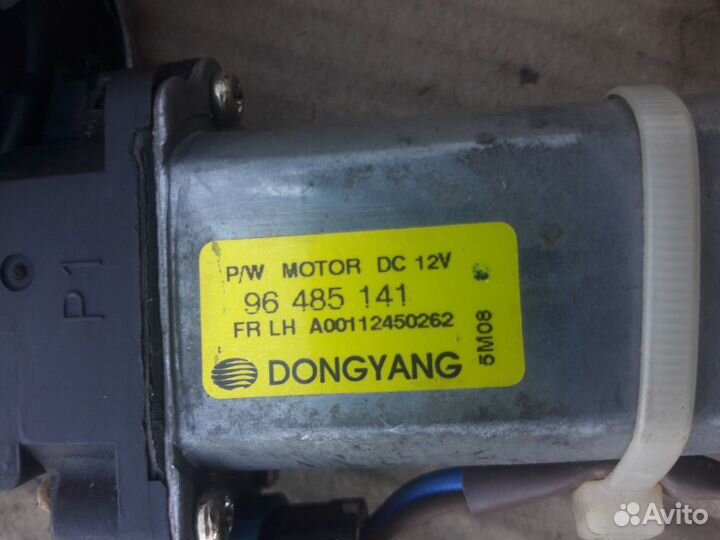 P1
P/W MOTOR DC 12V
96 485 141
FR LH A00112450262
DONGYANG
5M08
Avito